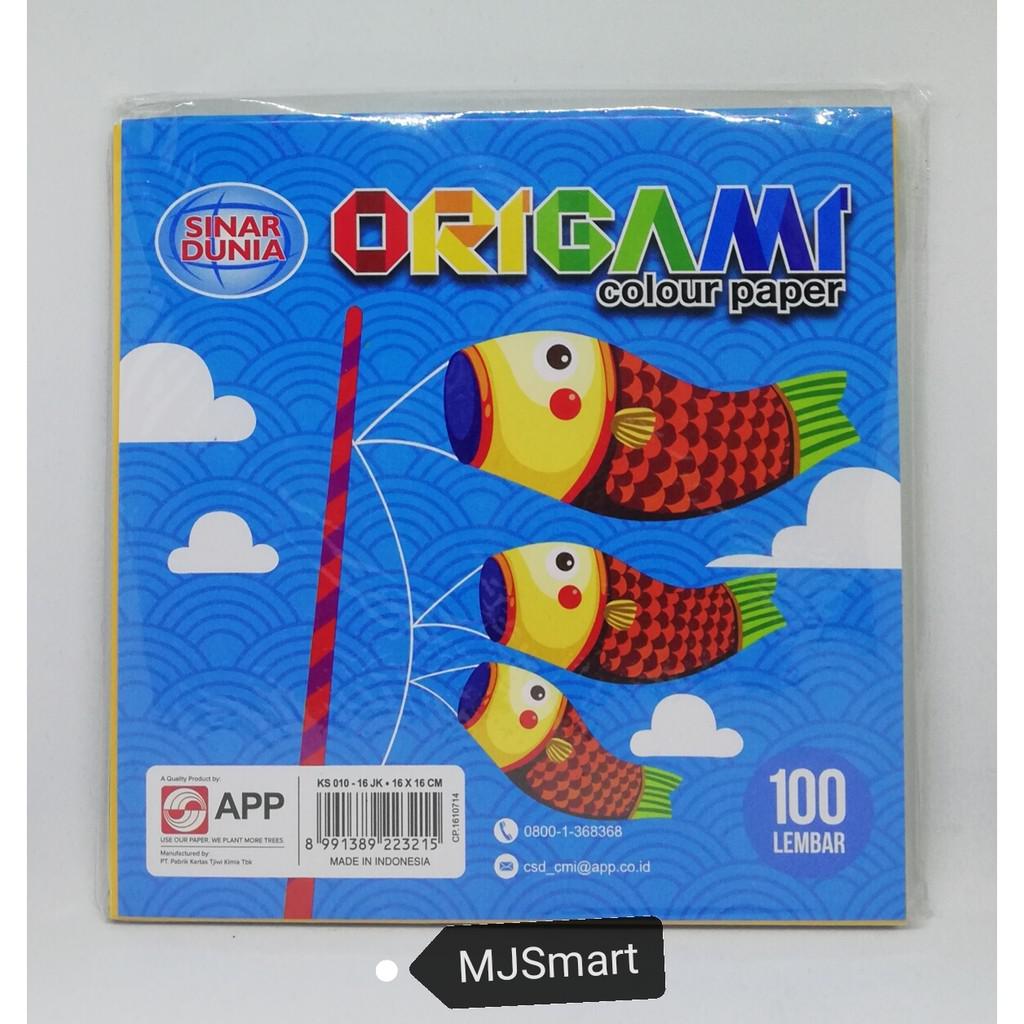 SINAR
DUNIA
ORIGAMI
colour paper
A Quality Product by:
APP
USE OUR PAPER. WE PLANT MORE TREES.
Manufactured by:
PT. Pabrik Kertas Tjiwi Kimia Tbk
KS 010 - 16 JK • 16 X 16 CM
8 991389 223215
MADE IN INDONESIA
CP.1610714
0800-1-368368
csd_cmi@app.co.id
100
LEMBAR
MJSmart